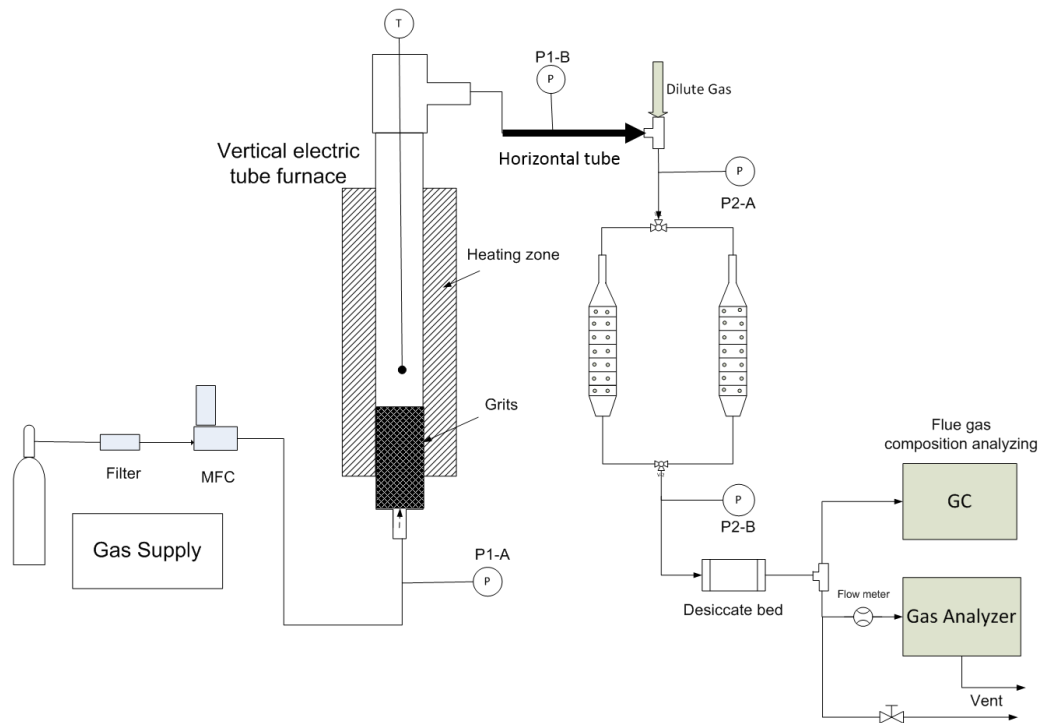 T
P1-B
P
Dilute Gas
Vertical electric
tube furnace
Horizontal tube
P
P2-A
Heating zone
Grits
Filter
MFC
Gas Supply
P1-A
P
P
P2-B
Desiccate bed
Flue gas
composition analyzing
GC
Flow meter
Gas Analyzer
Vent